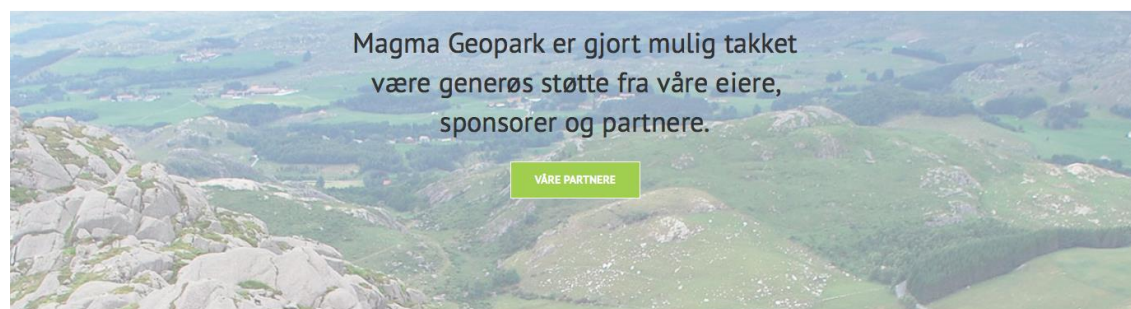 Magma Geopark er gjort mulig takket
være generøs støtte fra våre eiere,
sponsorer og partnere.
VÅRE PARTNERE